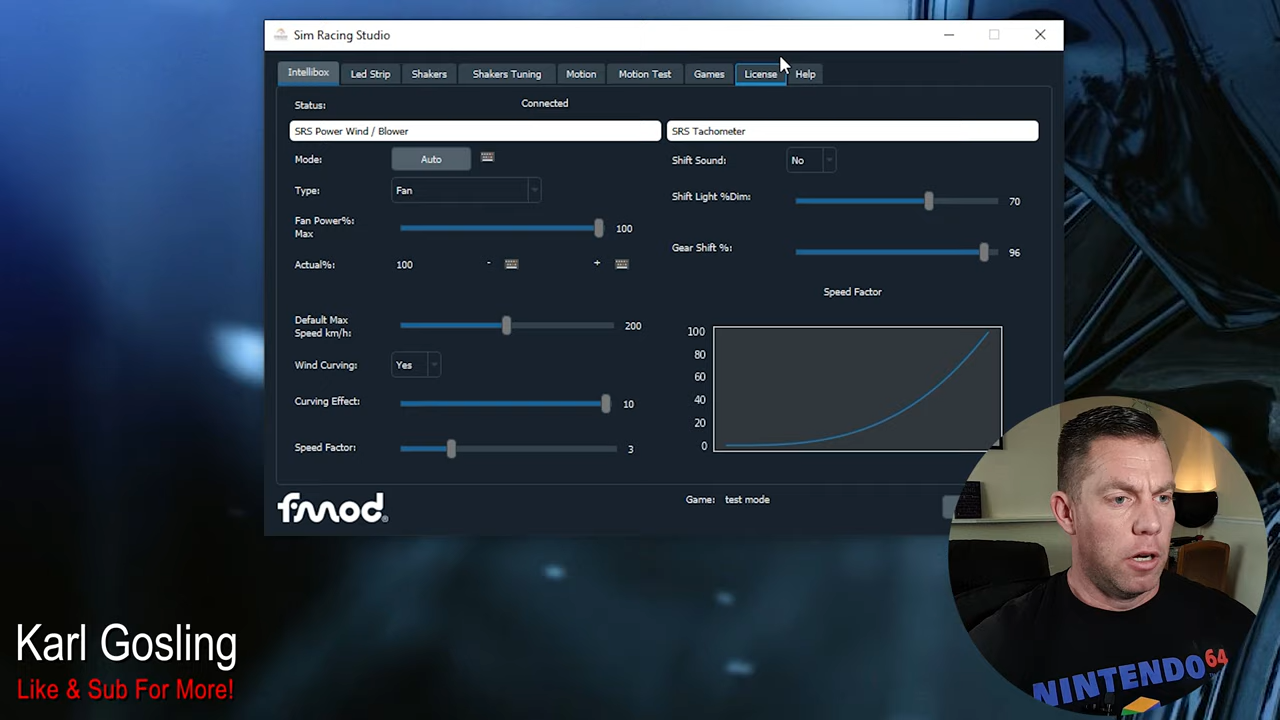 Sim Racing Studio
Intellibox Led Strip Shakers Shakers Tuning Motion Motion Test Games License Help
Status: Connected
SRS Power Wind / Blower
Mode: Auto
Type: Fan
Fan Power%: Max 100
Actual%: 100 - +
Default Max Speed km/h: 200
Wind Curving: Yes
Curving Effect: 10
Speed Factor: 3
SRS Tachometer
Shift Sound: No
Shift Light %Dim: 70
Gear Shift %: 96
Speed Factor
100
80
60
40
20
0
fmod®
Game: test mode
Karl Gosling
Like & Sub For More!
NINTENDO 64